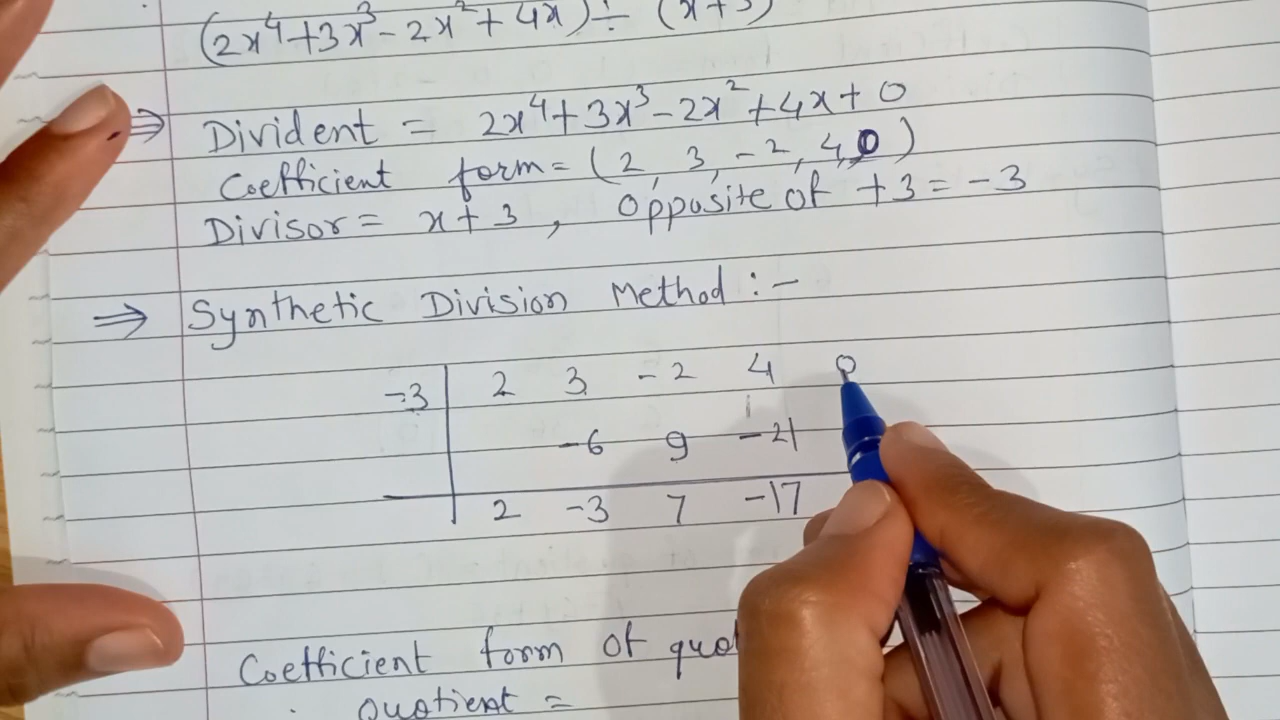 (2x⁴+3x³-2x²+4x) ÷ (x+3)
⇒ Divident = 2x⁴+3x³-2x²+4x+0
Coefficient form = (2, 3, -2, 4, 0)
Divisor = x+3, Opposite of +3 = -3
⇒ Synthetic Division Method :-
-3 | 2 3 -2 4 0
-6 9 -21
2 -3 7 -17
Coefficient form of
Quotient =